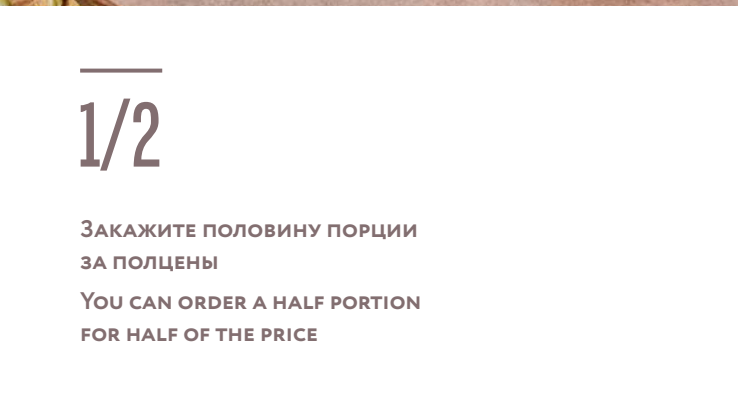 1/2
Закажите половину порции
за полцены
You can order a half portion
for half of the price